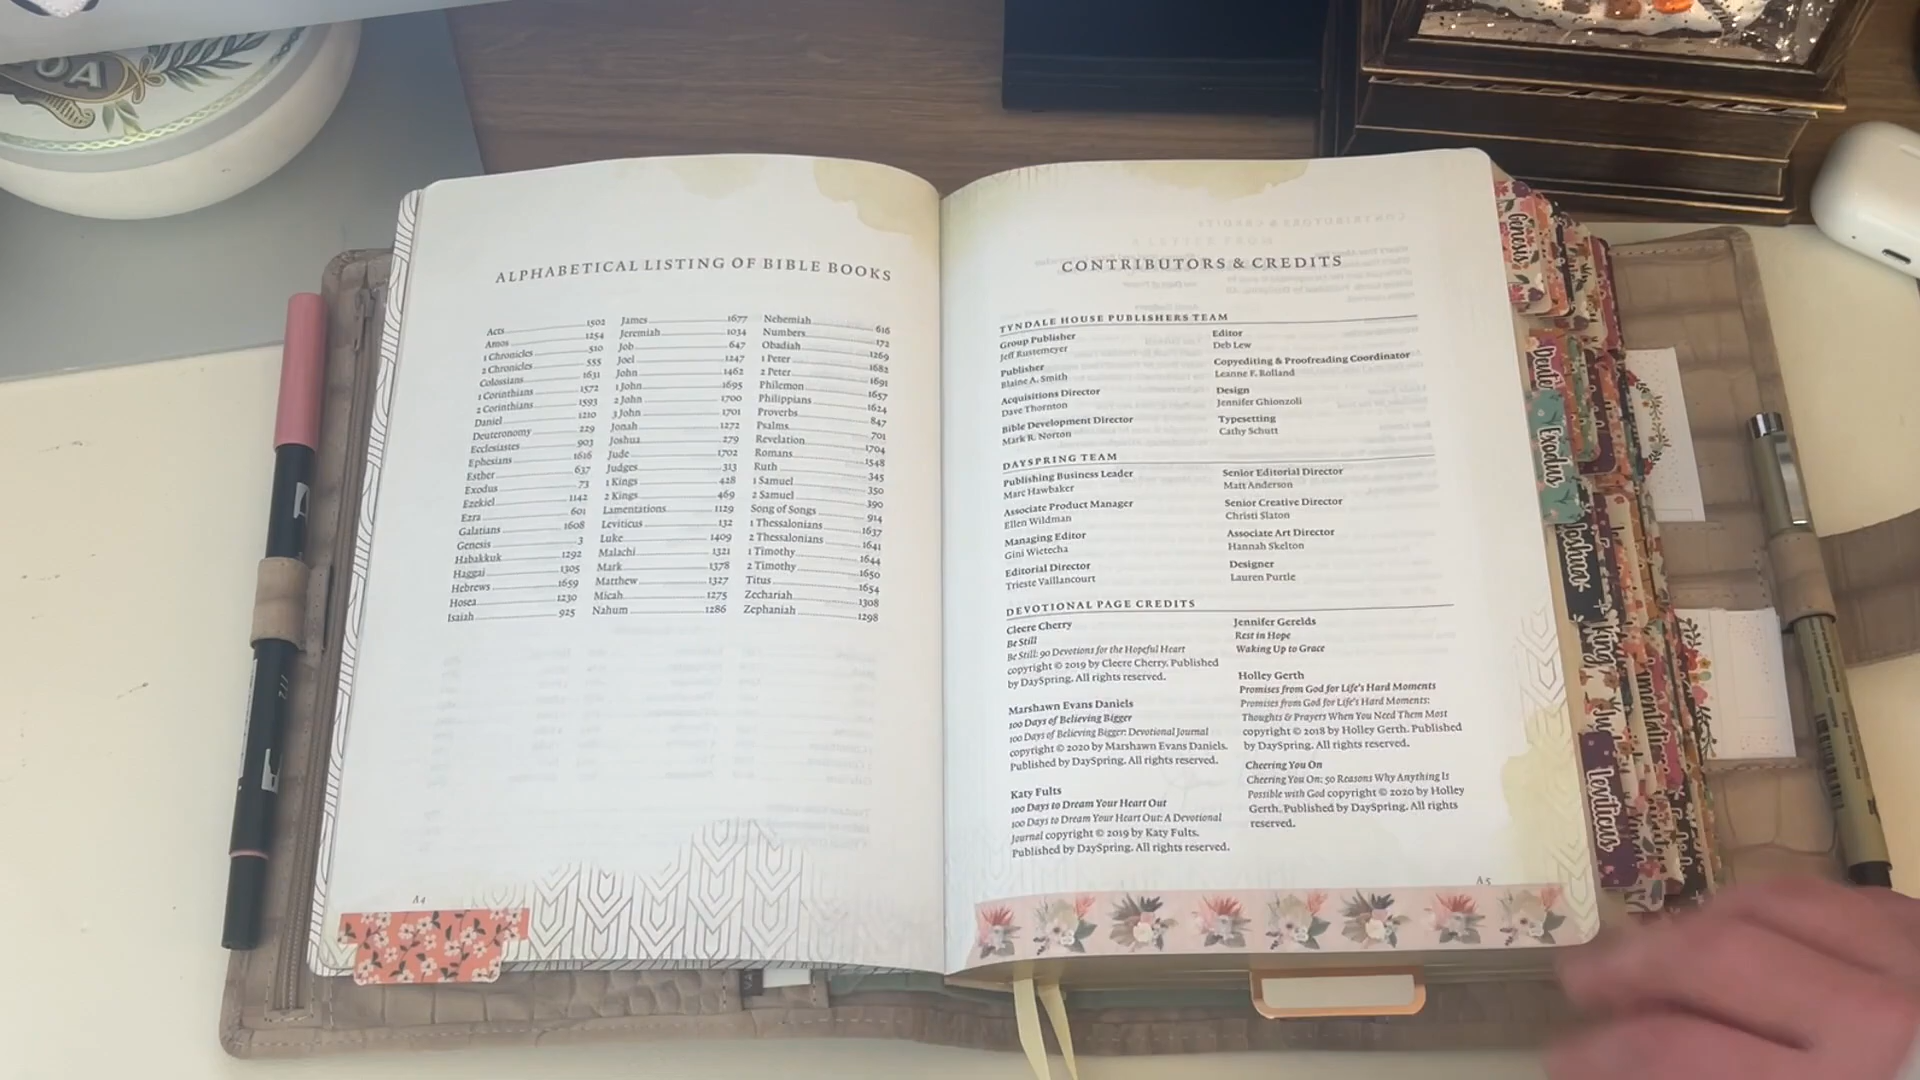 OA
ALPHABETICAL LISTING OF BIBLE BOOKS
Acts 1502
Amos 1254
1 Chronicles 510
2 Chronicles 555
Colossians 1631
1 Corinthians 1572
2 Corinthians 1593
Daniel 1210
Deuteronomy 229
Ecclesiastes 903
Ephesians 1616
Esther 637
Exodus 73
Ezekiel 1142
Ezra 601
Galatians 1608
Genesis 3
Habakkuk 1292
Haggai 1305
Hebrews 1659
Hosea 1230
Isaiah 925
James 1677
Jeremiah 1034
Job 647
Joel 1247
John 1462
1 John 1695
2 John 1700
3 John 1701
Jonah 1272
Joshua 279
Jude 1702
Judges 313
1 Kings 428
2 Kings 469
Lamentations 1129
Leviticus 132
Luke 1409
Malachi 1321
Mark 1378
Matthew 1327
Micah 1275
Nahum 1286
Nehemiah 616
Numbers 172
Obadiah 1269
1 Peter 1682
2 Peter 1691
Philemon 1657
Philippians 1624
Proverbs 847
Psalms 701
Revelation 1704
Romans 1548
Ruth 345
1 Samuel 350
2 Samuel 390
Song of Songs 914
1 Thessalonians 1637
2 Thessalonians 1641
1 Timothy 1644
2 Timothy 1650
Titus 1654
Zechariah 1308
Zephaniah 1298
A4
CONTRIBUTORS & CREDITS
TYNDALE HOUSE PUBLISHERS TEAM
Group Publisher
Jeff Rustemeyer
Publisher
Blaine A. Smith
Acquisitions Director
Dave Thornton
Bible Development Director
Mark R. Norton
Editor
Deb Lew
Copyediting & Proofreading Coordinator
Leanne F. Rolland
Design
Jennifer Ghionzoli
Typesetting
Cathy Schutt
DAYSPRING TEAM
Publishing Business Leader
Marc Hawbaker
Associate Product Manager
Ellen Wildman
Managing Editor
Gini Wietecha
Editorial Director
Trieste Vaillancourt
Senior Editorial Director
Matt Anderson
Senior Creative Director
Christi Slaton
Associate Art Director
Hannah Skelton
Designer
Lauren Purtle
DEVOTIONAL PAGE CREDITS
Cleere Cherry
Be Still
Be Still: 90 Devotions for the Hopeful Heart
copyright © 2019 by Cleere Cherry. Published
by DaySpring. All rights reserved.
Marshawn Evans Daniels
100 Days of Believing Bigger
100 Days of Believing Bigger: Devotional Journal
copyright © 2020 by Marshawn Evans Daniels.
Published by DaySpring. All rights reserved.
Katy Fults
100 Days to Dream Your Heart Out
100 Days to Dream Your Heart Out: A Devotional
Journal copyright © 2019 by Katy Fults.
Published by DaySpring. All rights reserved.
Jennifer Gerelds
Rest in Hope
Waking Up to Grace
Holley Gerth
Promises from God for Life's Hard Moments
Promises from God for Life's Hard Moments:
Thoughts & Prayers When You Need Them Most
copyright © 2018 by Holley Gerth. Published
by DaySpring. All rights reserved.
Cheering You On
Cheering You On: 50 Reasons Why Anything Is
Possible with God copyright © 2020 by Holley
Gerth. Published by DaySpring. All rights
reserved.
A5
Genesis
Deute
Exodus
Joshua
King
Lamentatio
Leviticus